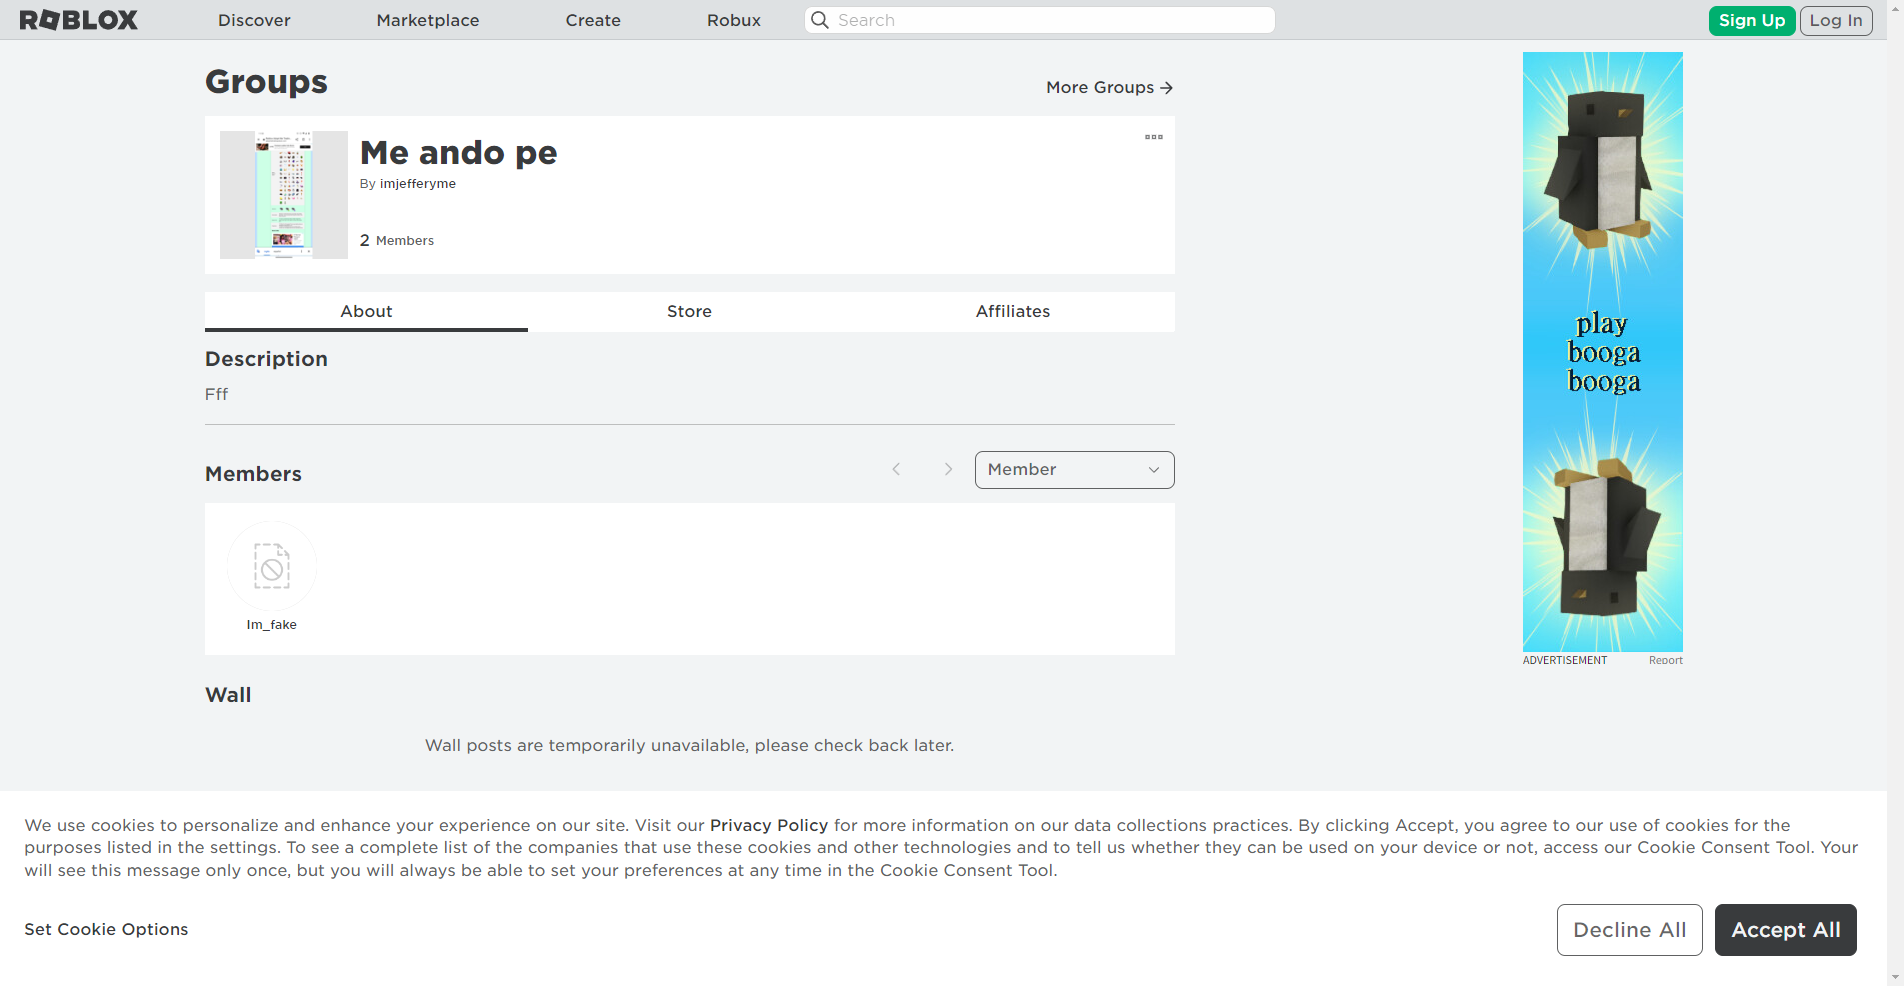 ROBLOX
Discover
Marketplace
Create
Robux
Search
Sign Up
Log In
Groups
More Groups
Me ando pe
By imjefferyme
2 Members
About
Store
Affiliates
Description
Fff
Members
Member
Im_fake
Wall
Wall posts are temporarily unavailable, please check back later.
play
booga
booga
ADVERTISEMENT
Report
We use cookies to personalize and enhance your experience on our site. Visit our Privacy Policy for more information on our data collections practices. By clicking Accept, you agree to our use of cookies for the
purposes listed in the settings. To see a complete list of the companies that use these cookies and other technologies and to tell us whether they can be used on your device or not, access our Cookie Consent Tool. Your
will see this message only once, but you will always be able to set your preferences at any time in the Cookie Consent Tool.
Set Cookie Options
Decline All
Accept All